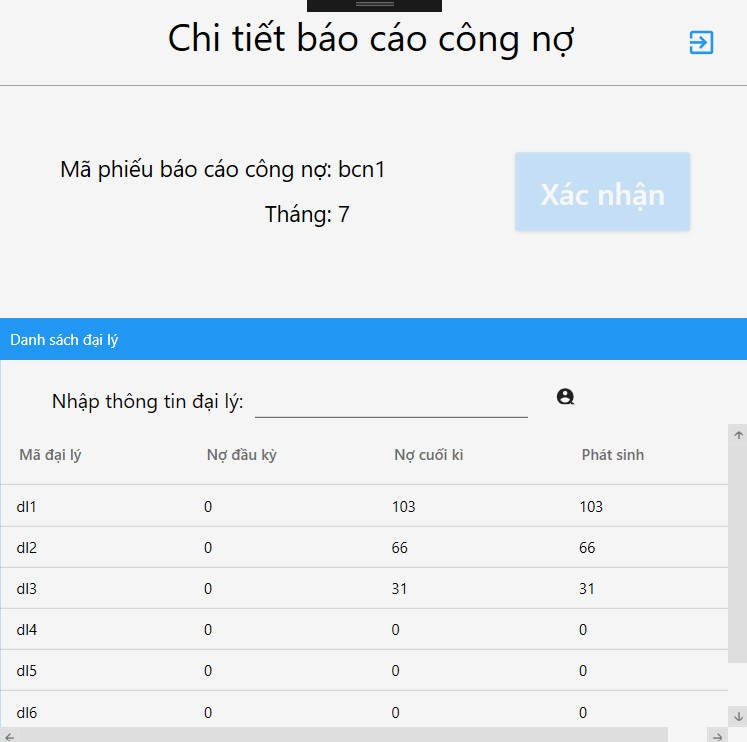 Chi tiết báo cáo công nợ
Mã phiếu báo cáo công nợ: bcn1
Xác nhận
Tháng: 7
Danh sách đại lý
Nhập thông tin đại lý:
Mã đại lý Nợ đầu kỳ Nợ cuối kì Phát sinh
dl1 0 103 103
dl2 0 66 66
dl3 0 31 31
dl4 0 0 0
dl5 0 0 0
dl6 0 0 0